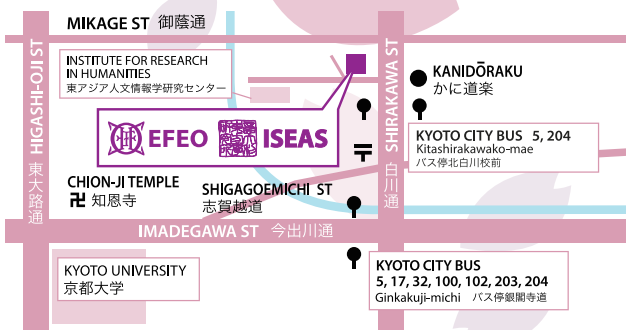 MIKAGE ST 御蔭通
HIGASHI-OJI ST
東大路通
INSTITUTE FOR RESEARCH
IN HUMANITIES
東アジア人文情報学研究センター
EFEO ISEAS
SHIRAKAWA ST
白川通
KANIDŌRAKU
かに道楽
KYOTO CITY BUS 5, 204
Kitashirakawako-mae
バス停北白川校前
〒
CHION-JI TEMPLE
卍 知恩寺
SHIGAGOEMICHI ST
志賀越道
IMADEGAWA ST 今出川通
KYOTO UNIVERSITY
京都大学
KYOTO CITY BUS
5, 17, 32, 100, 102, 203, 204
Ginkakuji-michi バス停銀閣寺道